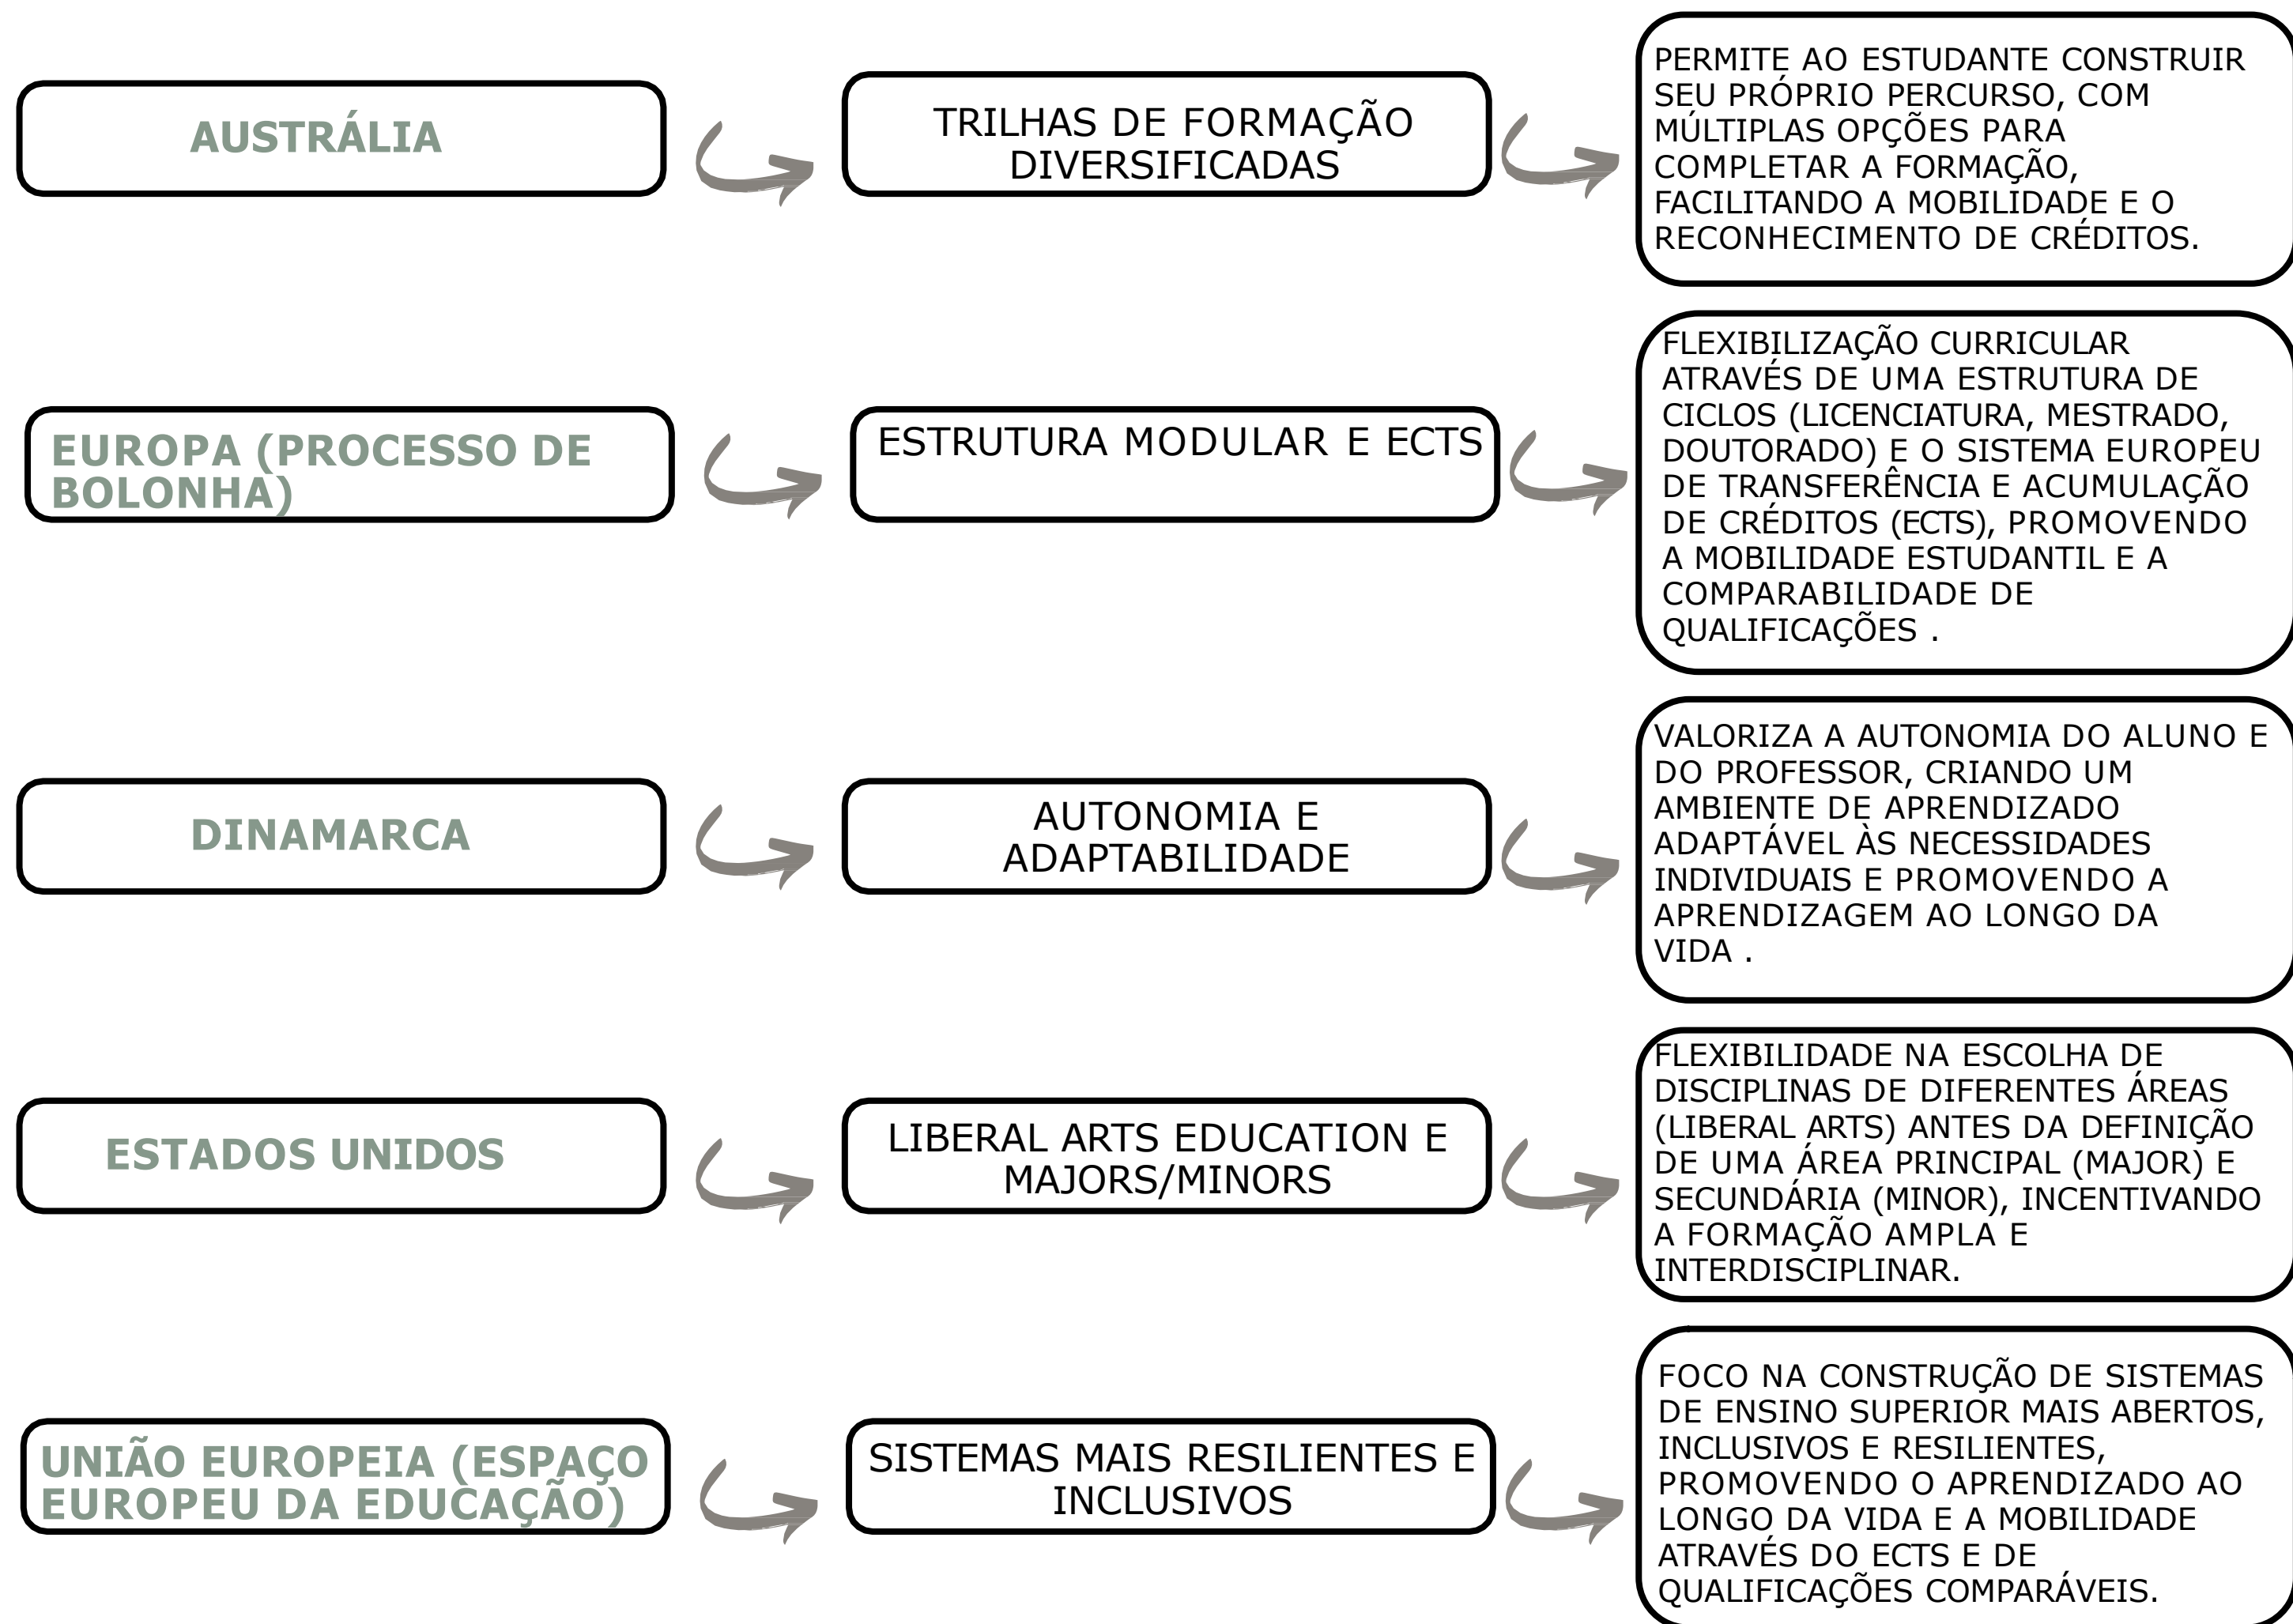 AUSTRÁLIA
TRILHAS DE FORMAÇÃO
DIVERSIFICADAS
PERMITE AO ESTUDANTE CONSTRUIR
SEU PRÓPRIO PERCURSO, COM
MÚLTIPLAS OPÇÕES PARA
COMPLETAR A FORMAÇÃO,
FACILITANDO A MOBILIDADE E O
RECONHECIMENTO DE CRÉDITOS.
EUROPA (PROCESSO DE
BOLONHA)
ESTRUTURA MODULAR E ECTS
FLEXIBILIZAÇÃO CURRICULAR
ATRAVÉS DE UMA ESTRUTURA DE
CICLOS (LICENCIATURA, MESTRADO,
DOUTORADO) E O SISTEMA EUROPEU
DE TRANSFERÊNCIA E ACUMULAÇÃO
DE CRÉDITOS (ECTS), PROMOVENDO
A MOBILIDADE ESTUDANTIL E A
COMPARABILIDADE DE
QUALIFICAÇÕES .
DINAMARCA
AUTONOMIA E
ADAPTABILIDADE
VALORIZA A AUTONOMIA DO ALUNO E
DO PROFESSOR, CRIANDO UM
AMBIENTE DE APRENDIZADO
ADAPTÁVEL ÀS NECESSIDADES
INDIVIDUAIS E PROMOVENDO A
APRENDIZAGEM AO LONGO DA
VIDA .
ESTADOS UNIDOS
LIBERAL ARTS EDUCATION E
MAJORS/MINORS
FLEXIBILIDADE NA ESCOLHA DE
DISCIPLINAS DE DIFERENTES ÁREAS
(LIBERAL ARTS) ANTES DA DEFINIÇÃO
DE UMA ÁREA PRINCIPAL (MAJOR) E
SECUNDÁRIA (MINOR), INCENTIVANDO
A FORMAÇÃO AMPLA E
INTERDISCIPLINAR.
UNIÃO EUROPEIA (ESPAÇO
EUROPEU DA EDUCAÇÃO)
SISTEMAS MAIS RESILIENTES E
INCLUSIVOS
FOCO NA CONSTRUÇÃO DE SISTEMAS
DE ENSINO SUPERIOR MAIS ABERTOS,
INCLUSIVOS E RESILIENTES,
PROMOVENDO O APRENDIZADO AO
LONGO DA VIDA E A MOBILIDADE
ATRAVÉS DO ECTS E DE
QUALIFICAÇÕES COMPARÁVEIS.